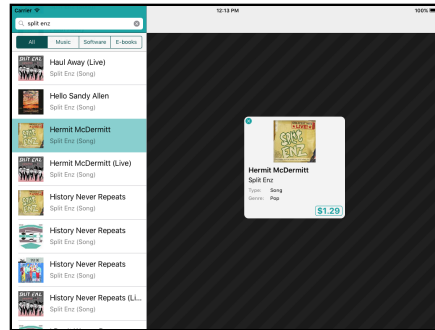 Carrier
12:13 PM
100%
split enz
All
Music
Software
E-books
Haul Away (Live)
Split Enz (Song)
Hello Sandy Allen
Split Enz (Song)
Hermit McDermitt
Split Enz (Song)
Hermit McDermitt (Live)
Split Enz (Song)
History Never Repeats
Split Enz (Song)
History Never Repeats
Split Enz (Song)
History Never Repeats
Split Enz (Song)
History Never Repeats (Li...
Split Enz (Song)
LIVE
SPLIT
ENZ
Hermit McDermitt
Split Enz
Type: Song
Genre: Pop
$1.29